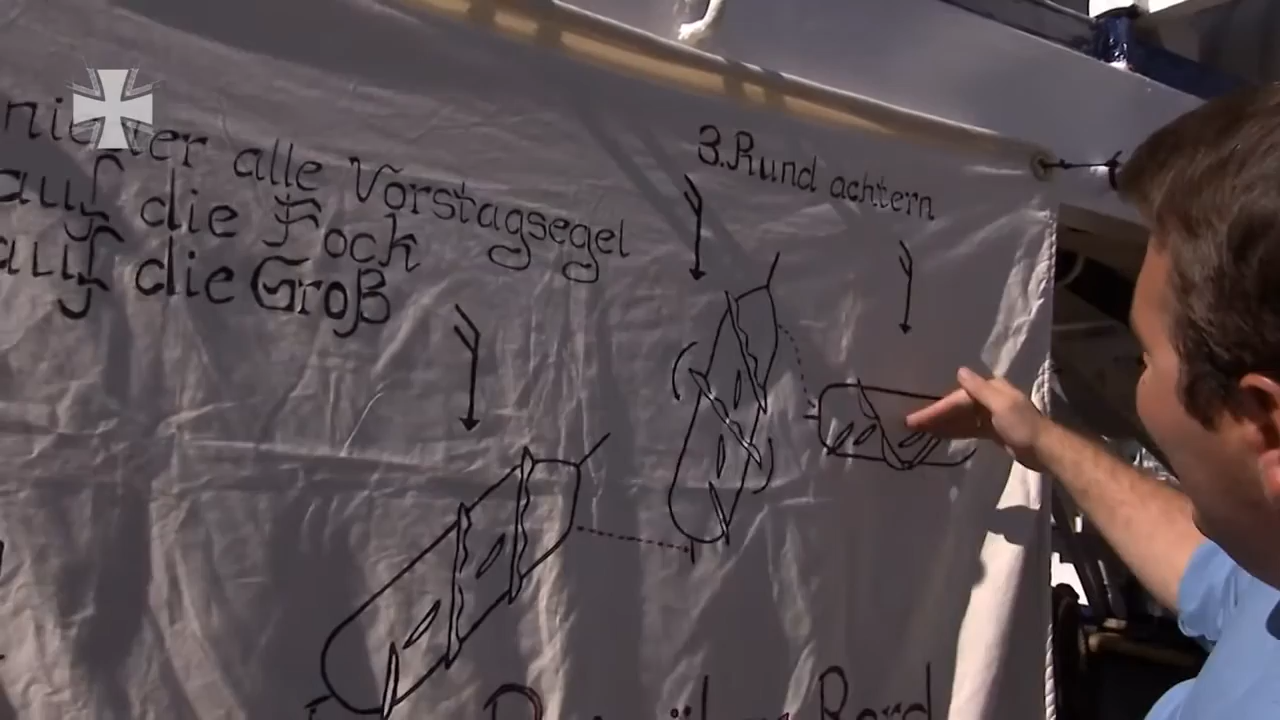 alle Vorstagsegel
auf die Fock
auf die Groß
3.Rund achtern